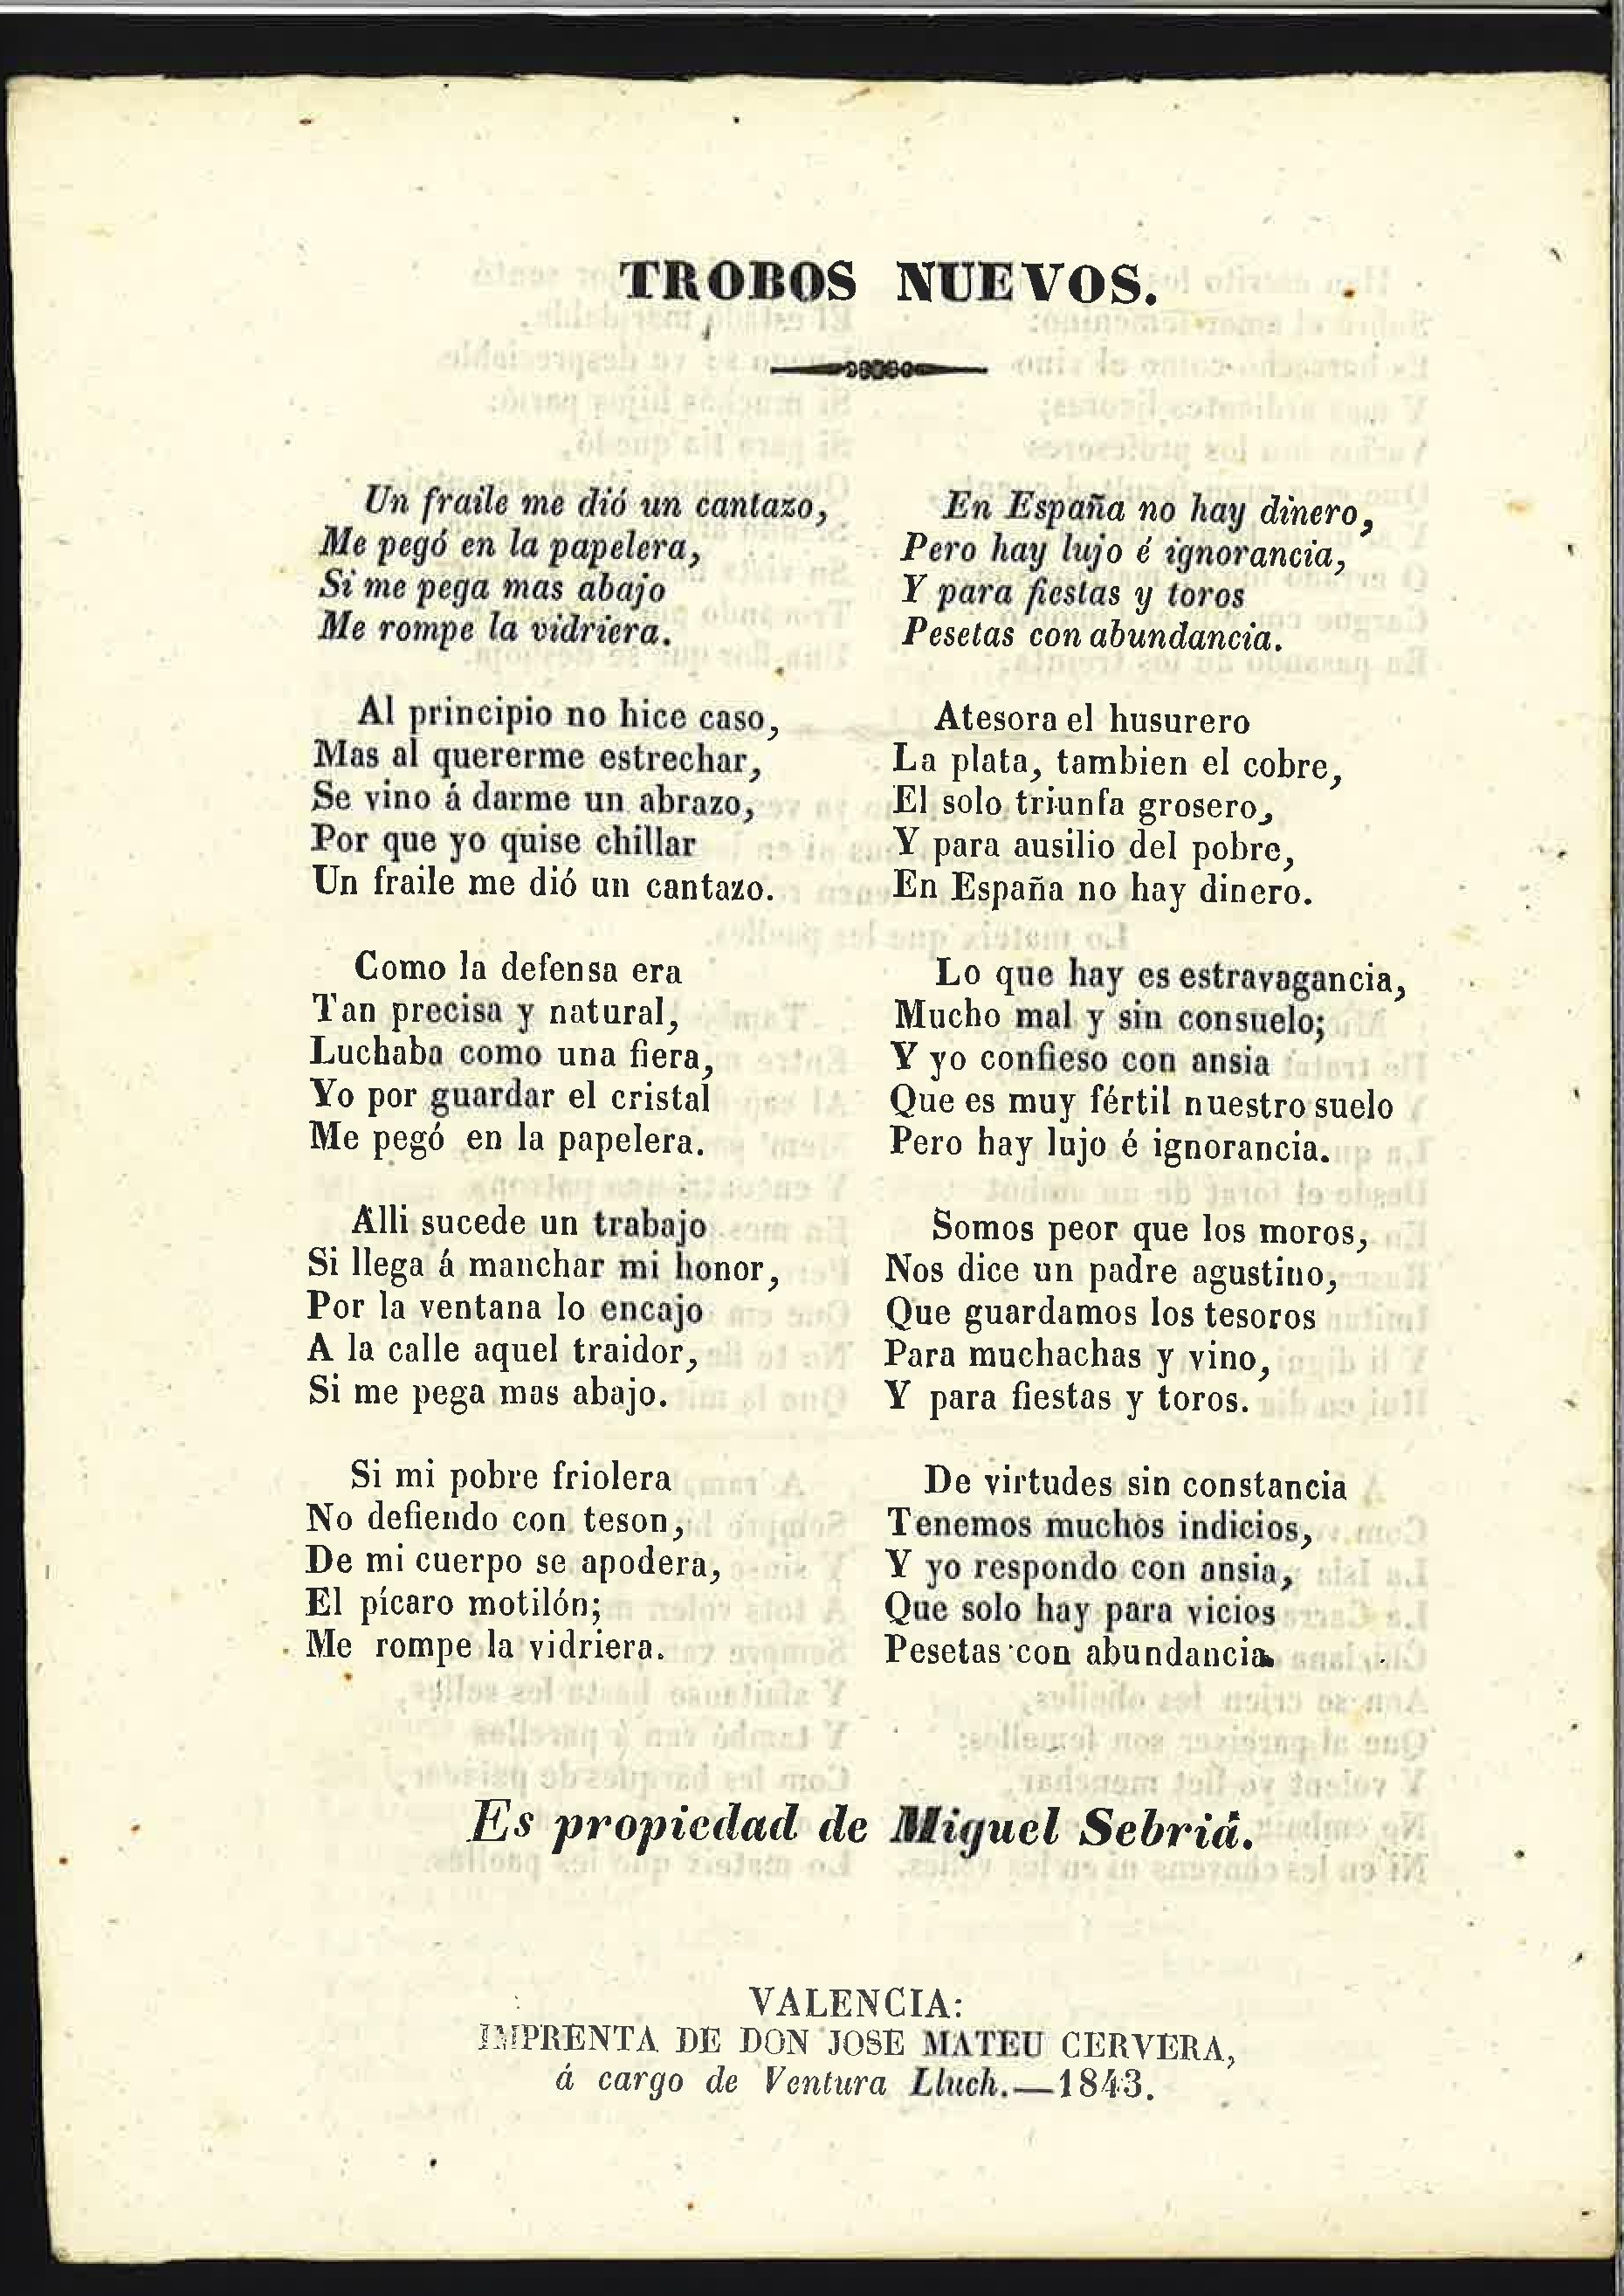 TROBOS NUEVOS.
Un fraile me dió un cantazo,
Me pegó en la papelera,
Si me pega mas abajo
Me rompe la vidriera.
Al principio no hice caso,
Mas al quererme estrechar,
Se vino á darme un abrazo,
Por que yo quise chillar
Un fraile me dió un cantazo.
Como la defensa era
Tan precisa y natural,
Luchaba como una fiera,
Yo por guardar el cristal
Me pegó en la papelera.
Alli sucede un trabajo
Si llega á manchar mi honor,
Por la ventana lo encajo
A la calle aquel traidor,
Si me pega mas abajo.
Si mi pobre friolera
No defiendo con teson,
De mi cuerpo se apodera,
El pícaro motilón;
Me rompe la vidriera.
En España no hay dinero,
Pero hay lujo é ignorancia,
Y para fiestas y toros
Pesetas con abundancia.
Atesora el husurero
La plata, tambien el cobre,
El solo triunfa grosero,
Y para ausilio del pobre,
En España no hay dinero.
Lo que hay es estravagancia,
Mucho mal y sin consuelo;
Y yo confieso con ansia
Que es muy fértil nuestro suelo
Pero hay lujo é ignorancia.
Somos peor que los moros,
Nos dice un padre agustino,
Que guardamos los tesoros
Para muchachas y vino,
Y para fiestas y toros.
De virtudes sin constancia
Tenemos muchos indicios,
Y yo respondo con ansia,
Que solo hay para vicios
Pesetas con abundancia.
Es propiedad de Miguel Sebriá.
VALENCIA:
IMPRENTA DE DON JOSE MATEU CERVERA,
á cargo de Ventura Lluch.—1843.